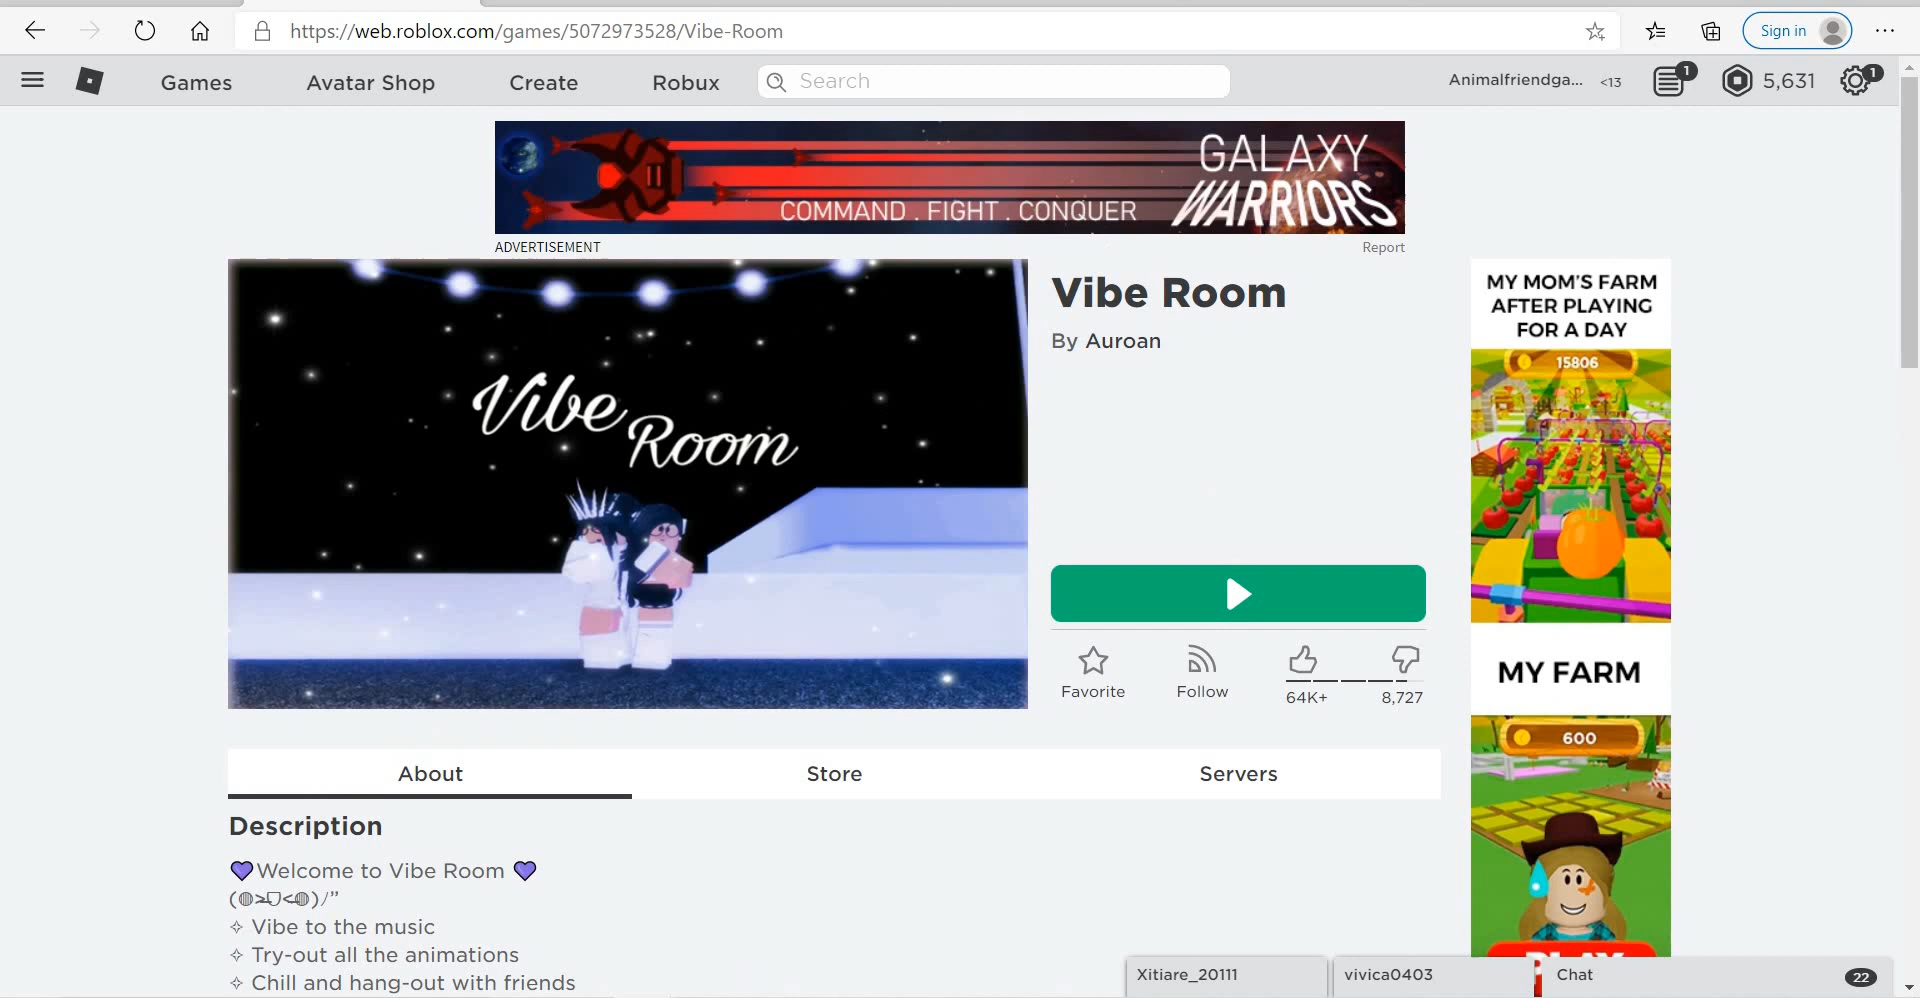 https://web.roblox.com/games/5072973528/Vibe-Room
Sign in
Games
Avatar Shop
Create
Robux
Search
Animalfriendga...
<13
1
5,631
1
GALAXY
WARRIORS
COMMAND . FIGHT . CONQUER
ADVERTISEMENT
Report
Vibe
Room
Vibe Room
By Auroan
Favorite
Follow
64K+
8,727
MY MOM'S FARM
AFTER PLAYING
FOR A DAY
15806
MY FARM
600
PLAY
About
Store
Servers
Description
💜Welcome to Vibe Room 💜
(◍˃̶ᗜ˂̶◍)/”
✧ Vibe to the music
✧ Try-out all the animations
✧ Chill and hang-out with friends
Xitiare_20111
vivica0403
Chat
22